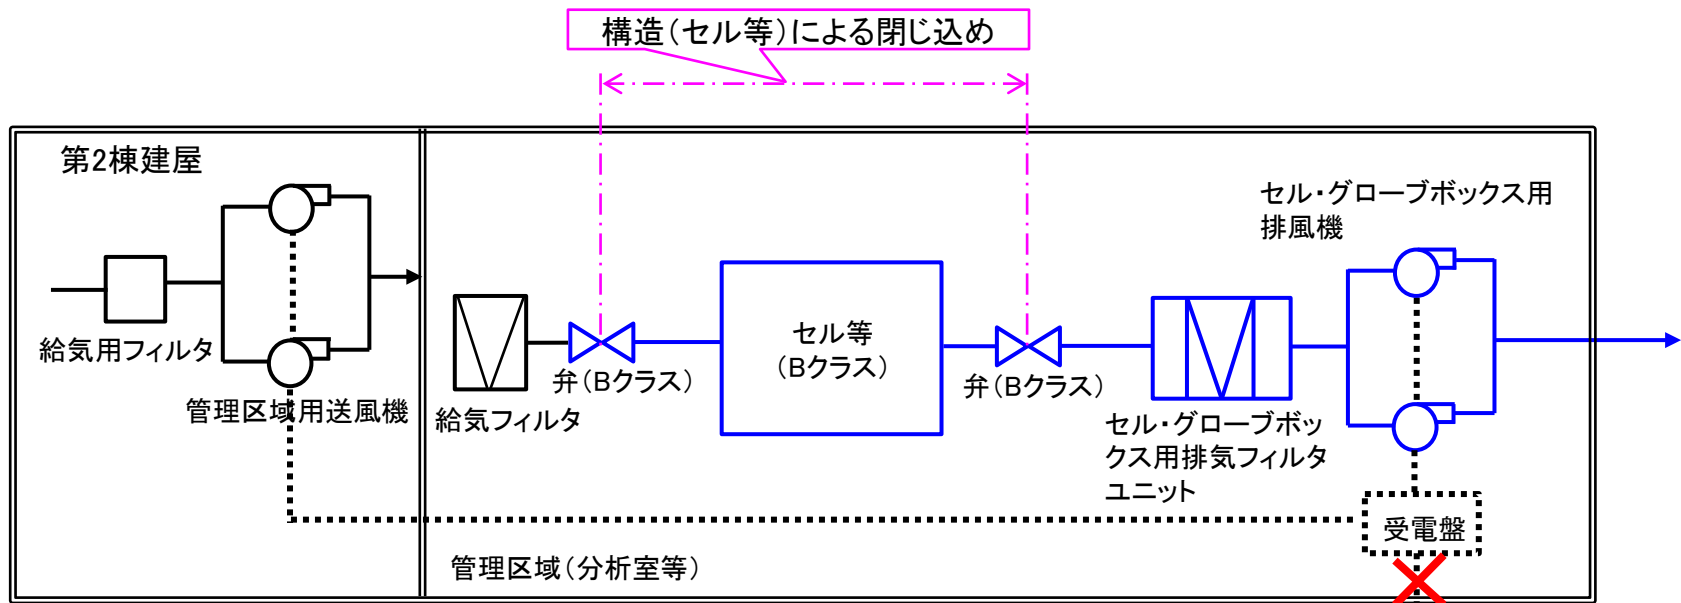 構造(セル等)による閉じ込め
第2棟建屋
給気用フィルタ
管理区域用送風機
給気フィルタ
弁(Bクラス)
セル等
(Bクラス)
弁(Bクラス)
セル・グローブボッ
クス用排気フィルタ
ユニット
セル・グローブボックス用
排風機
受電盤
管理区域(分析室等)